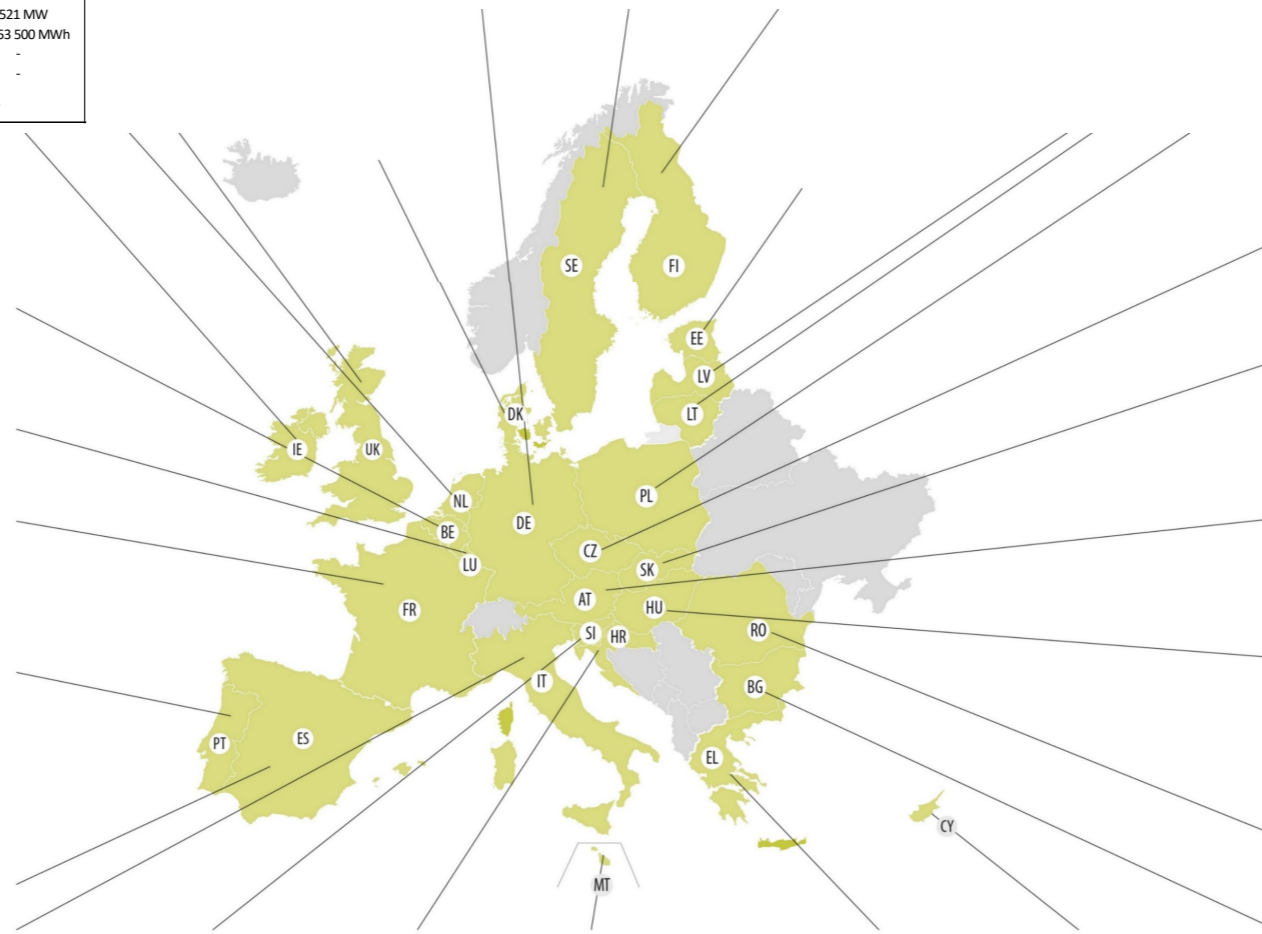 521 MW
53 500 MWh
-
-
SE
FI
EE
LV
DK
LT
IE
UK
PL
NL
DE
BE
CZ
LU
SK
AT
HU
FR
RO
SI
HR
IT
BG
PT
ES
EL
CY
MT